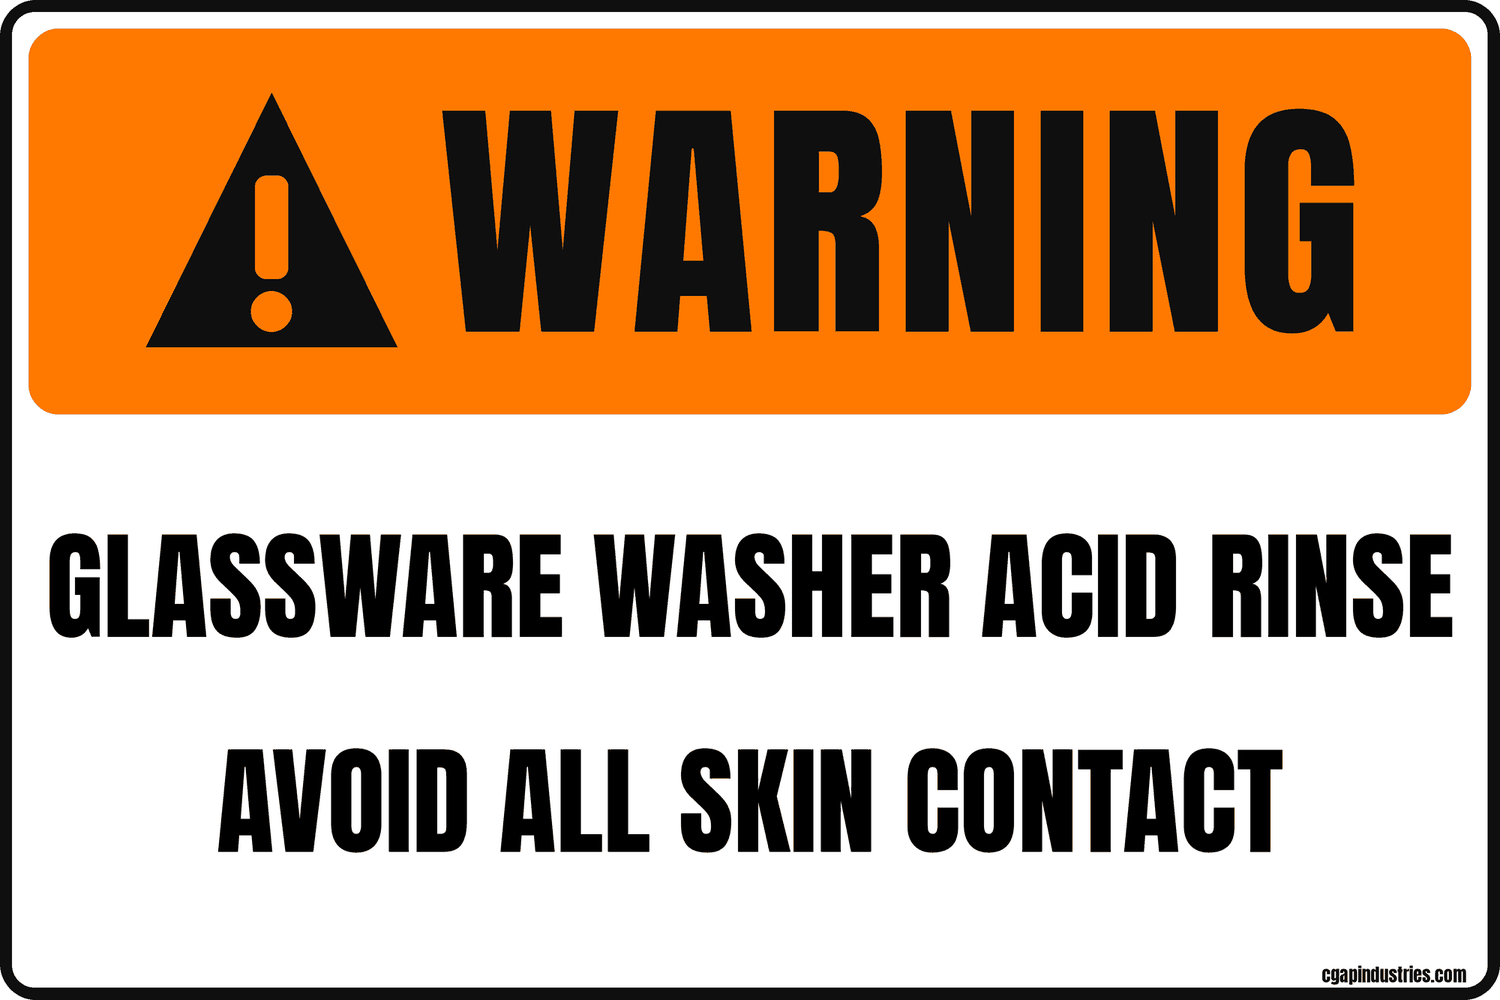 WARNING
GLASSWARE WASHER ACID RINSE
AVOID ALL SKIN CONTACT
cgapindustries.com